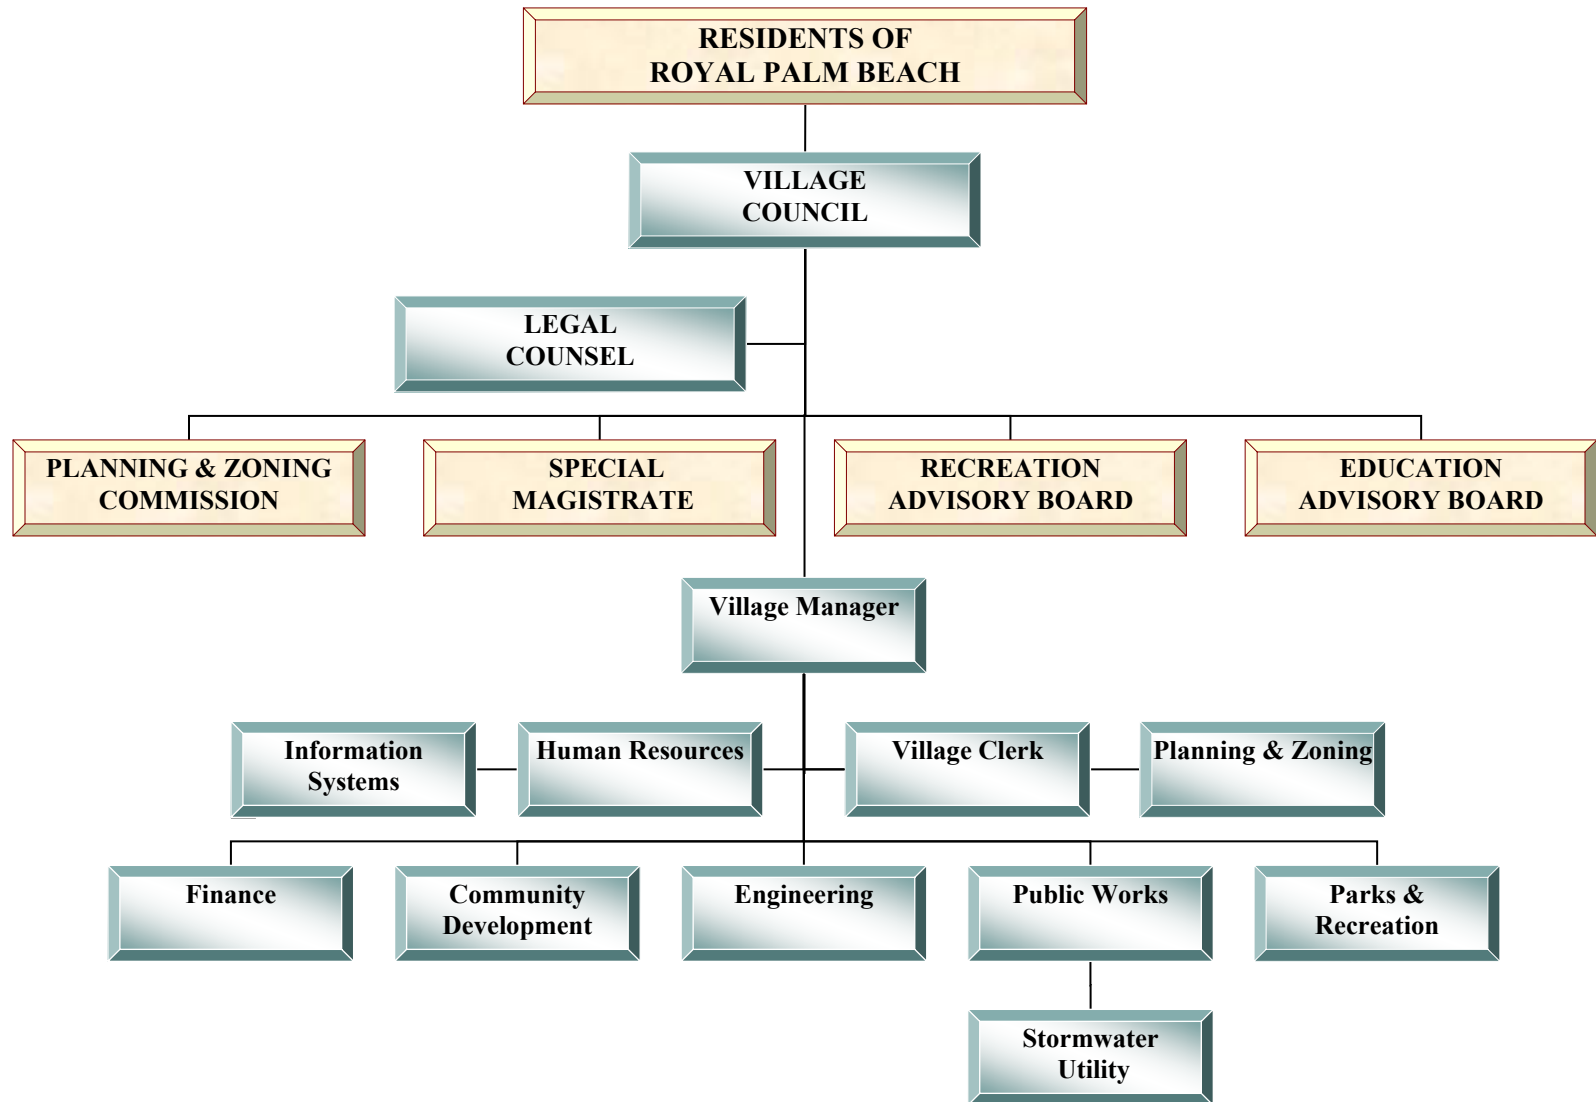 RESIDENTS OF
ROYAL PALM BEACH
VILLAGE
COUNCIL
LEGAL
COUNSEL
PLANNING & ZONING
COMMISSION
SPECIAL
MAGISTRATE
RECREATION
ADVISORY BOARD
EDUCATION
ADVISORY BOARD
Village Manager
Information
Systems
Human Resources
Village Clerk
Planning & Zoning
Finance
Community
Development
Engineering
Public Works
Parks &
Recreation
Stormwater
Utility